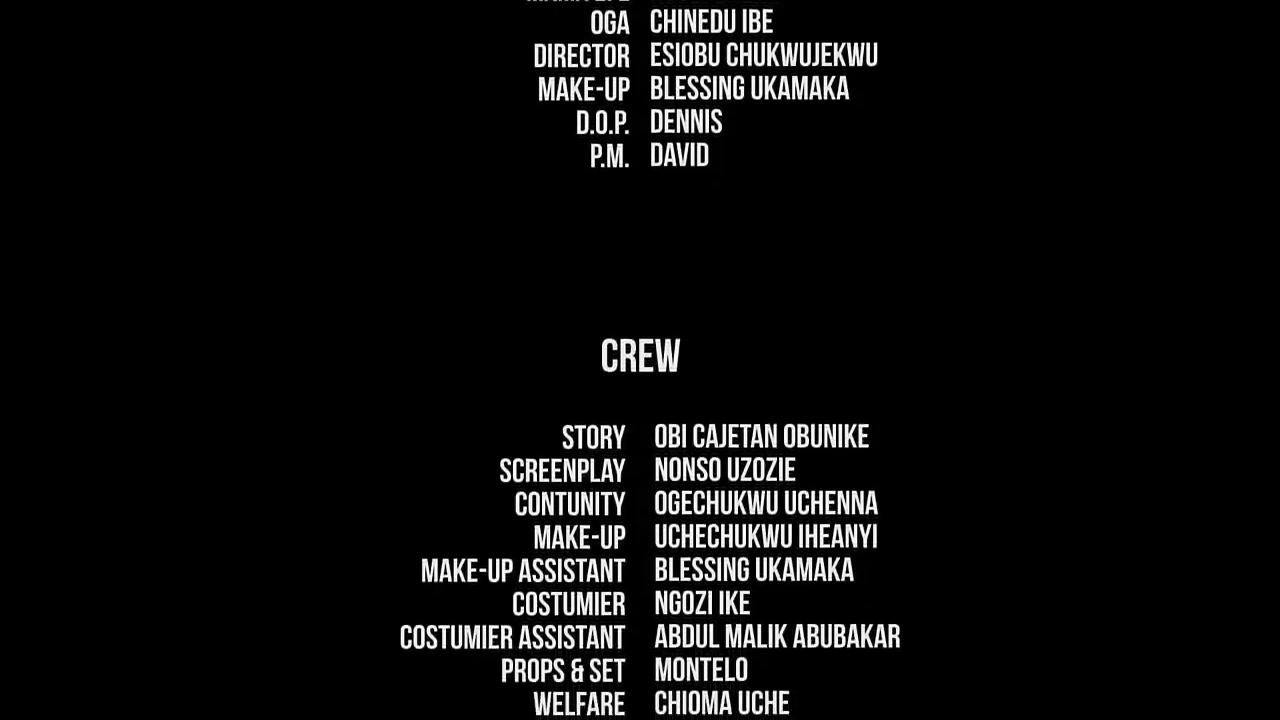 OGA CHINEDU IBE
DIRECTOR ESIOBU CHUKWUJEKWU
MAKE-UP BLESSING UKAMAKA
D.O.P. DENNIS
P.M. DAVID
CREW
STORY OBI CAJETAN OBUNIKE
SCREENPLAY NONSO UZOZIE
CONTUNITY OGECHUKWU UCHENNA
MAKE-UP UCHECHUKWU IHEANYI
MAKE-UP ASSISTANT BLESSING UKAMAKA
COSTUMIER NGOZI IKE
COSTUMIER ASSISTANT ABDUL MALIK ABUBAKAR
PROPS & SET MONTELO
WELFARE CHIOMA UCHE